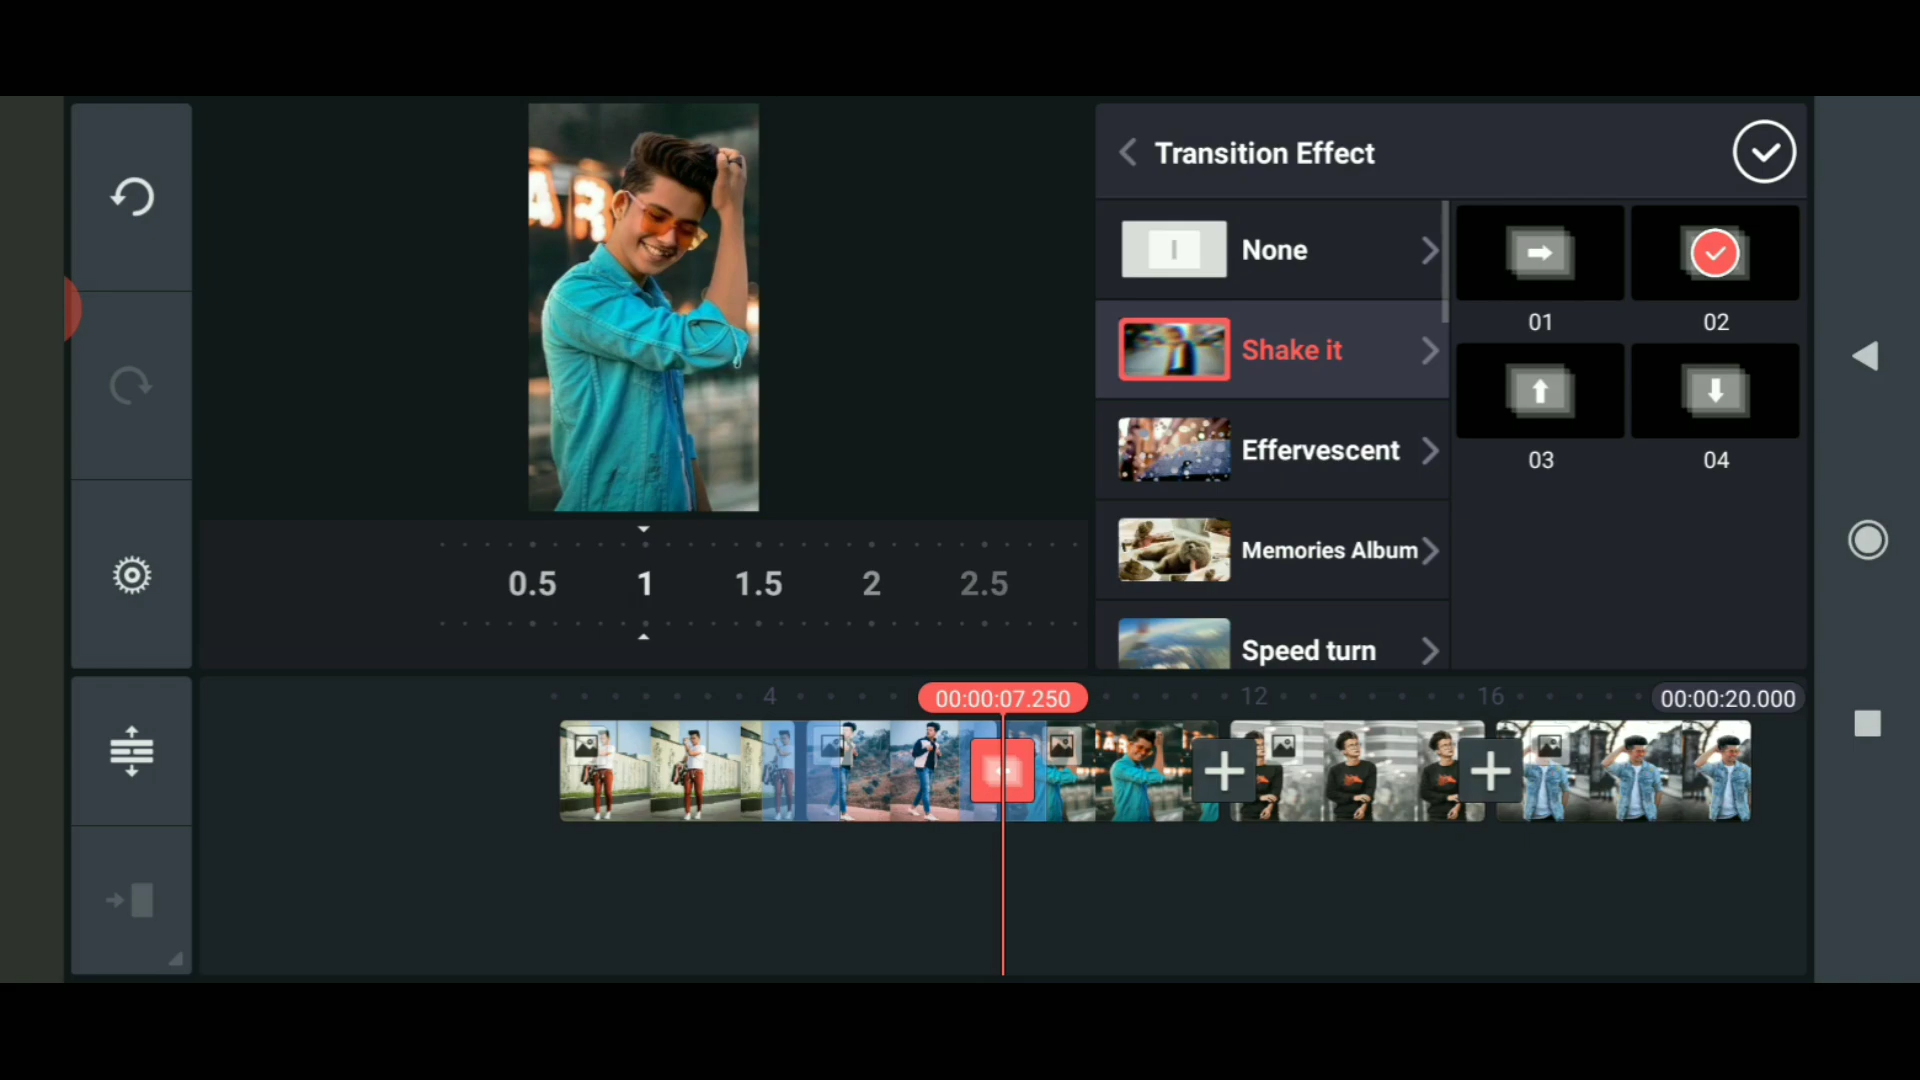 Transition Effect
None
Shake it
Effervescent
Memories Album
Speed turn
01
02
03
04
AR
0.5
1
1.5
2
2.5
4
00:00:07.250
12
16
00:00:20.000